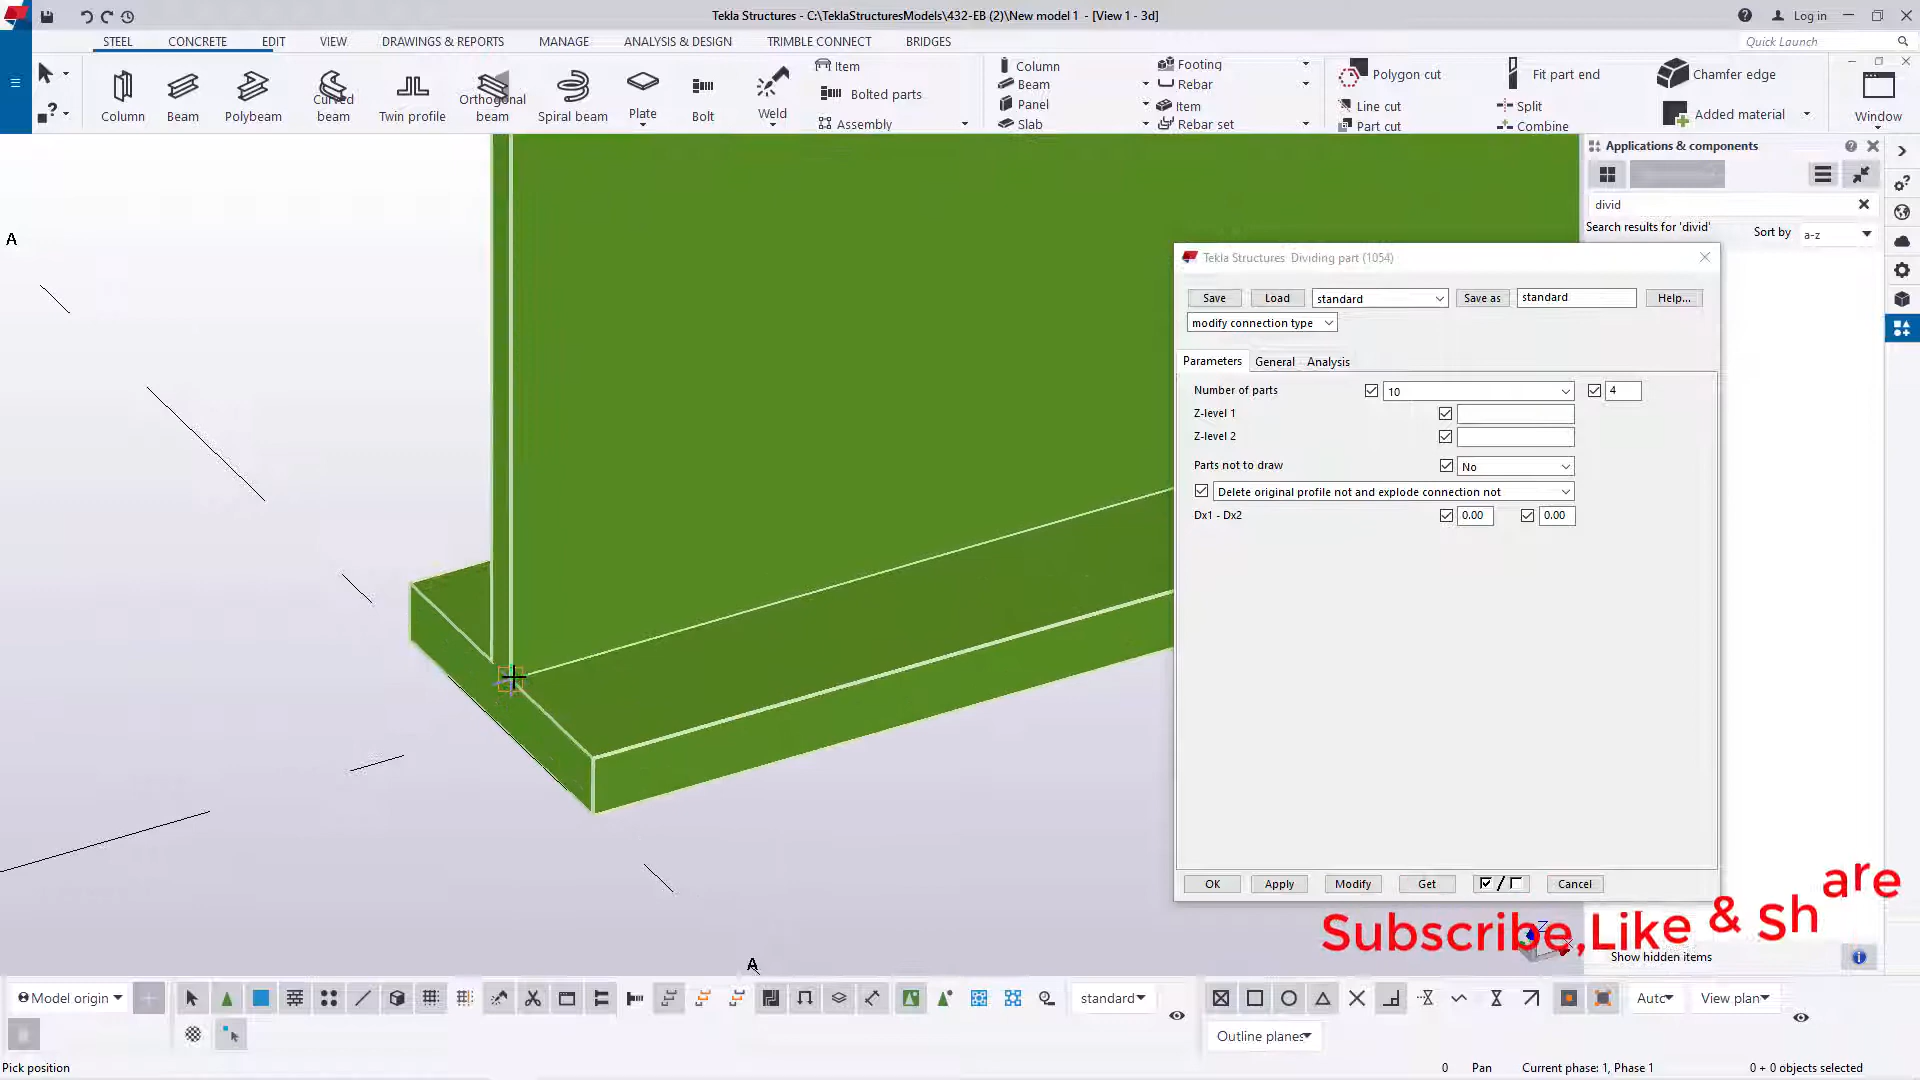 Tekla Structures - C:\TeklaStructuresModels\432-EB (2)\New model 1 - [View 1 - 3d]
Log in
STEEL CONCRETE EDIT VIEW DRAWINGS & REPORTS MANAGE ANALYSIS & DESIGN TRIMBLE CONNECT BRIDGES
Quick Launch
Column
Beam
Polybeam
Curved beam
Twin profile
Orthogonal beam
Spiral beam
Plate
Bolt
Weld
Item
Bolted parts
Assembly
Column
Beam
Panel
Slab
Footing
Rebar
Item
Rebar set
Polygon cut
Line cut
Part cut
Fit part end
Split
Combine
Chamfer edge
Added material
Window
Applications & components
divid
Search results for 'divid'
Sort by
a-z
A
Tekla Structures Dividing part (1054)
Save Load standard Save as standard Help...
modify connection type
Parameters General Analysis
Number of parts 10 4
Z-level 1
Z-level 2
Parts not to draw No
Delete original profile not and explode connection not
Dx1 - Dx2 0.00 0.00
OK Apply Modify Get / Cancel
Subscribe,Like & share
Z
Show hidden items
A
Model origin
standard
Auto
View plan
Outline planes
Pick position
0 Pan Current phase: 1, Phase 1 0 + 0 objects selected